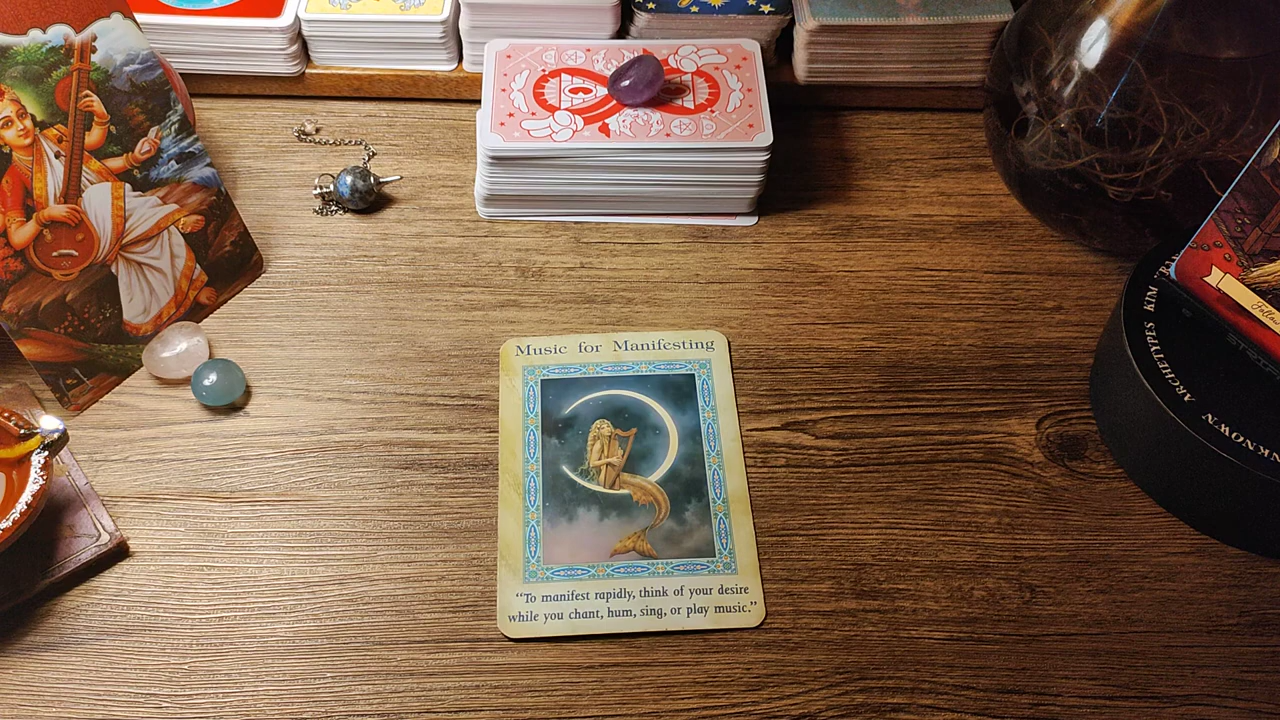 Music for Manifesting
“To manifest rapidly, think of your desire
while you chant, hum, sing, or play music.”
ARCHETYPES KIM